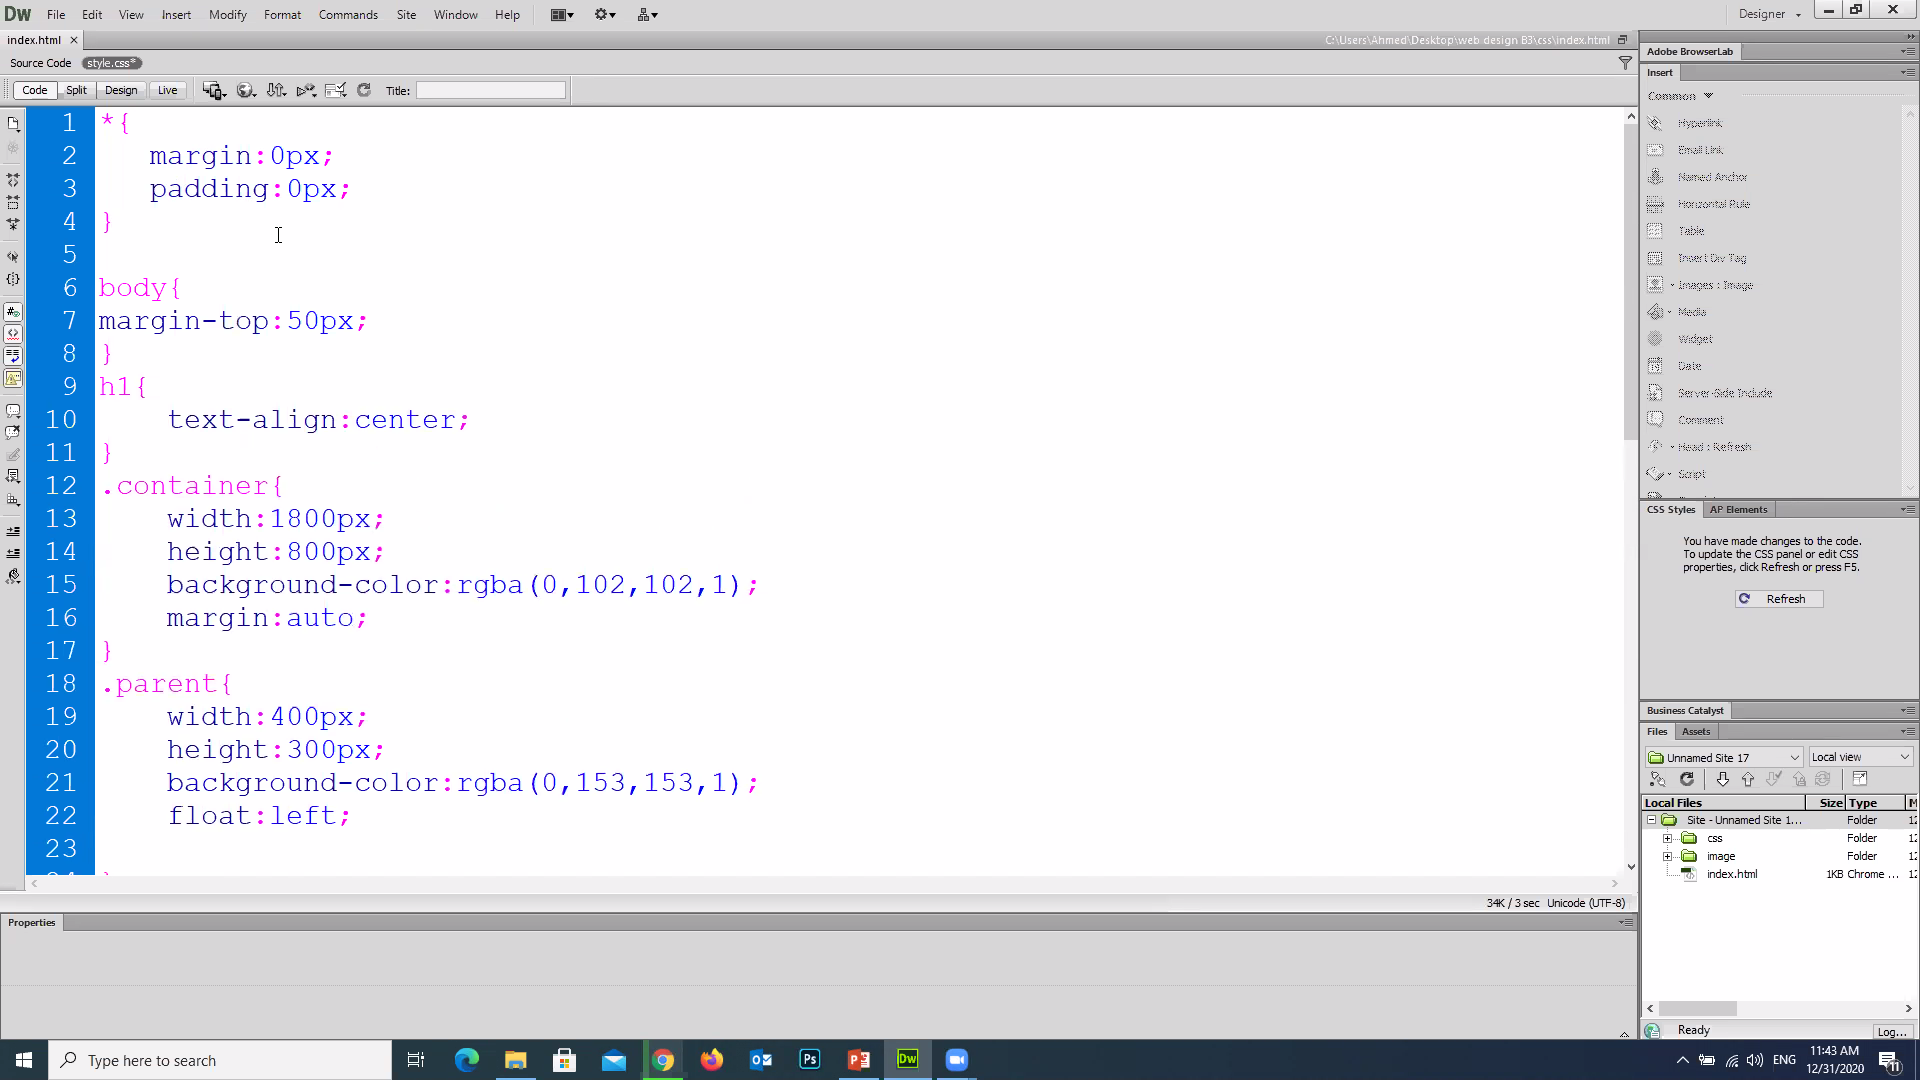 Dw File Edit View Insert Modify Format Commands Site Window Help Designer
index.html C:\Users\Ahmed\Desktop\web design B3\css\index.html
Source Code style.css*
Code Split Design Live Title:
1 *{
2 margin:0px;
3 padding:0px;
4 }
5
6 body{
7 margin-top:50px;
8 }
9 h1{
10 text-align:center;
11 }
12 .container{
13 width:1800px;
14 height:800px;
15 background-color:rgba(0,102,102,1);
16 margin:auto;
17 }
18 .parent{
19 width:400px;
20 height:300px;
21 background-color:rgba(0,153,153,1);
22 float:left;
23
34K / 3 sec Unicode (UTF-8)
Properties
Adobe BrowserLab
Insert
Common
Hyperlink
Email Link
Named Anchor
Horizontal Rule
Table
Insert Div Tag
Images : Image
Media
Widget
Date
Server-Side Include
Comment
Head : Refresh
Script
CSS Styles AP Elements
You have made changes to the code.
To update the CSS panel or edit CSS
properties, click Refresh or press F5.
Refresh
Business Catalyst
Files Assets
Unnamed Site 17 Local view
Local Files Size Type M
Site - Unnamed Site 1... Folder 12
css Folder 12
image Folder 12
index.html 1KB Chrome ... 12
Ready Log...
Type here to search Ps Dw ENG 11:43 AM
12/31/2020 11